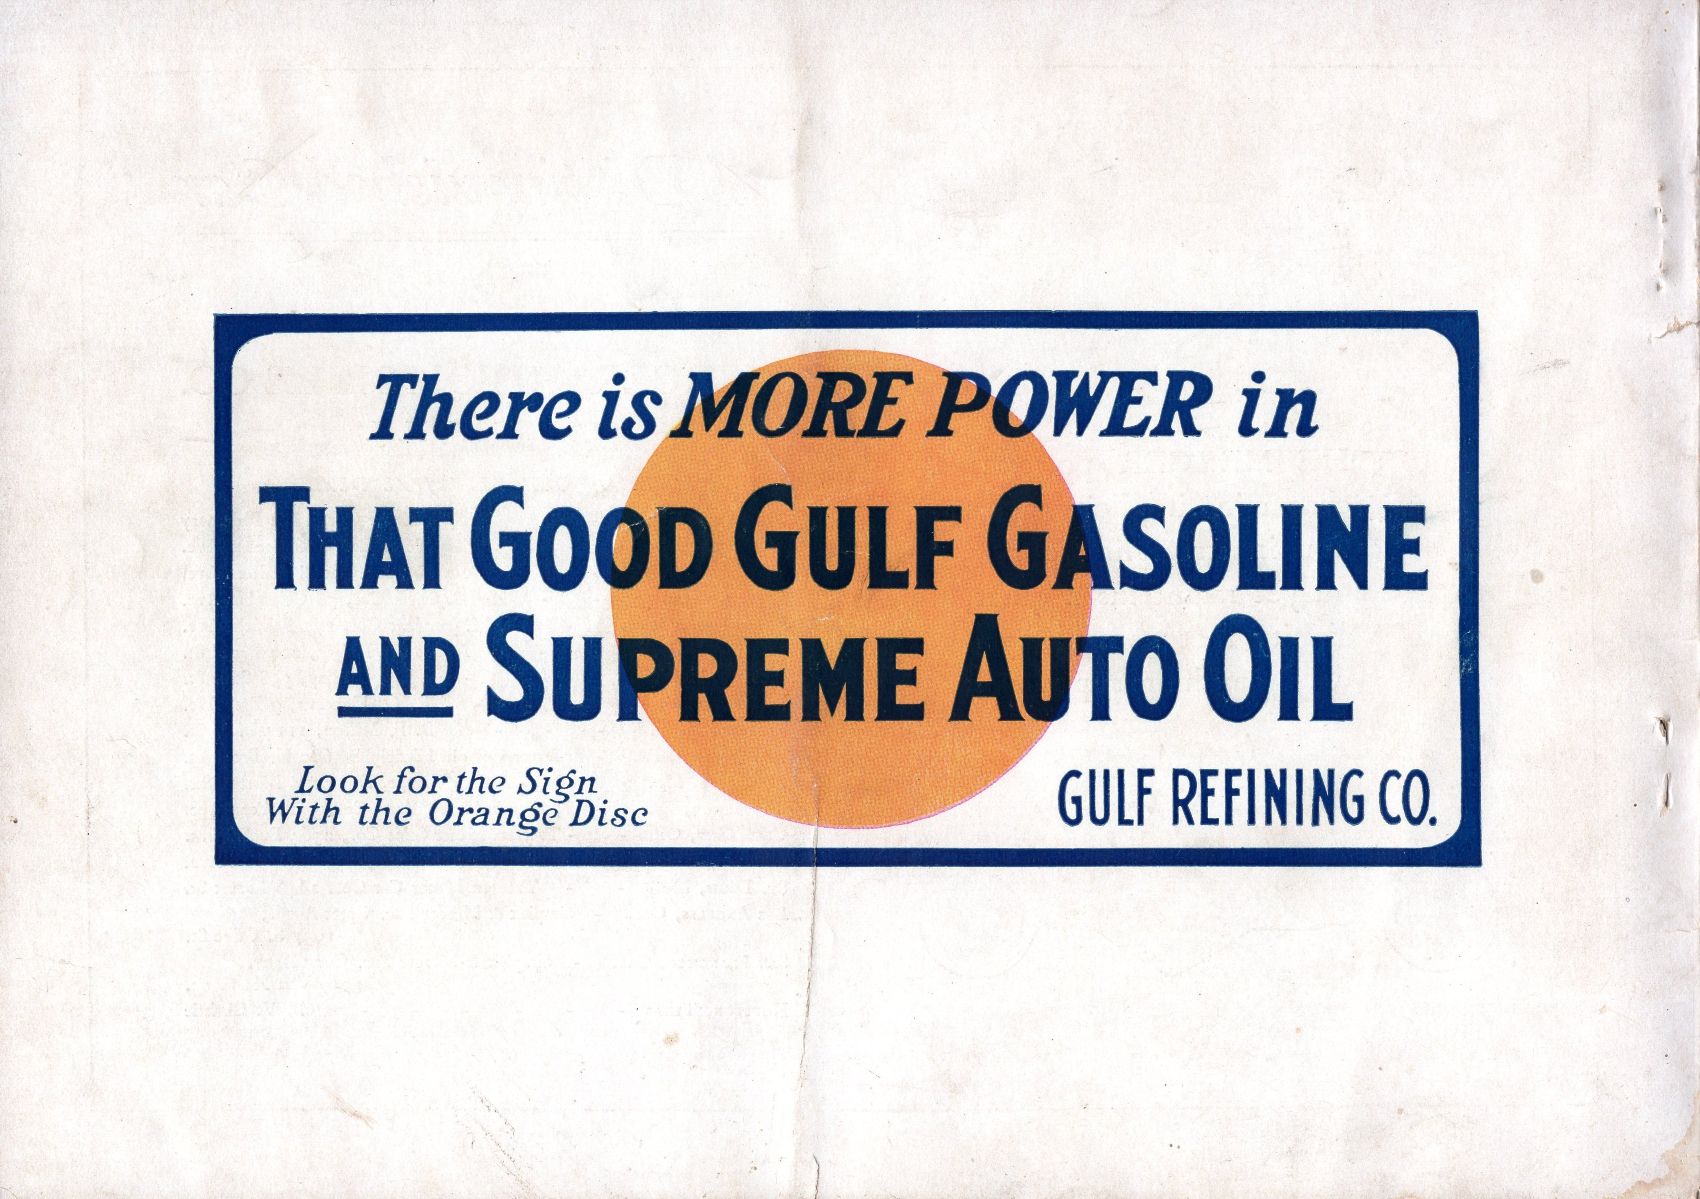 There is MORE POWER in
THAT GOOD GULF GASOLINE
AND SUPREME AUTO OIL
Look for the Sign
With the Orange Disc
GULF REFINING CO.